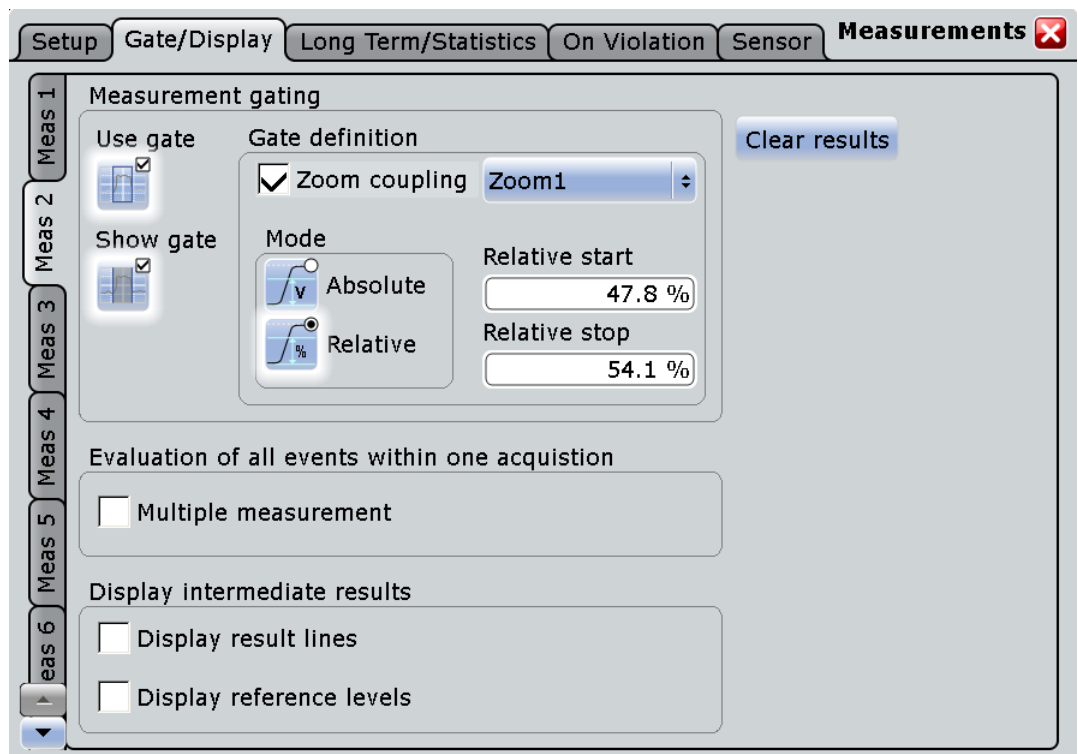 Setup
Gate/Display
Long Term/Statistics
On Violation
Sensor
Measurements
Meas 1
Meas 2
Meas 3
Meas 4
Meas 5
eas 6
Measurement gating
Use gate
Show gate
Gate definition
Zoom coupling
Zoom1
Mode
V
Absolute
%
Relative
Relative start
47.8 %
Relative stop
54.1 %
Clear results
Evaluation of all events within one acquistion
Multiple measurement
Display intermediate results
Display result lines
Display reference levels